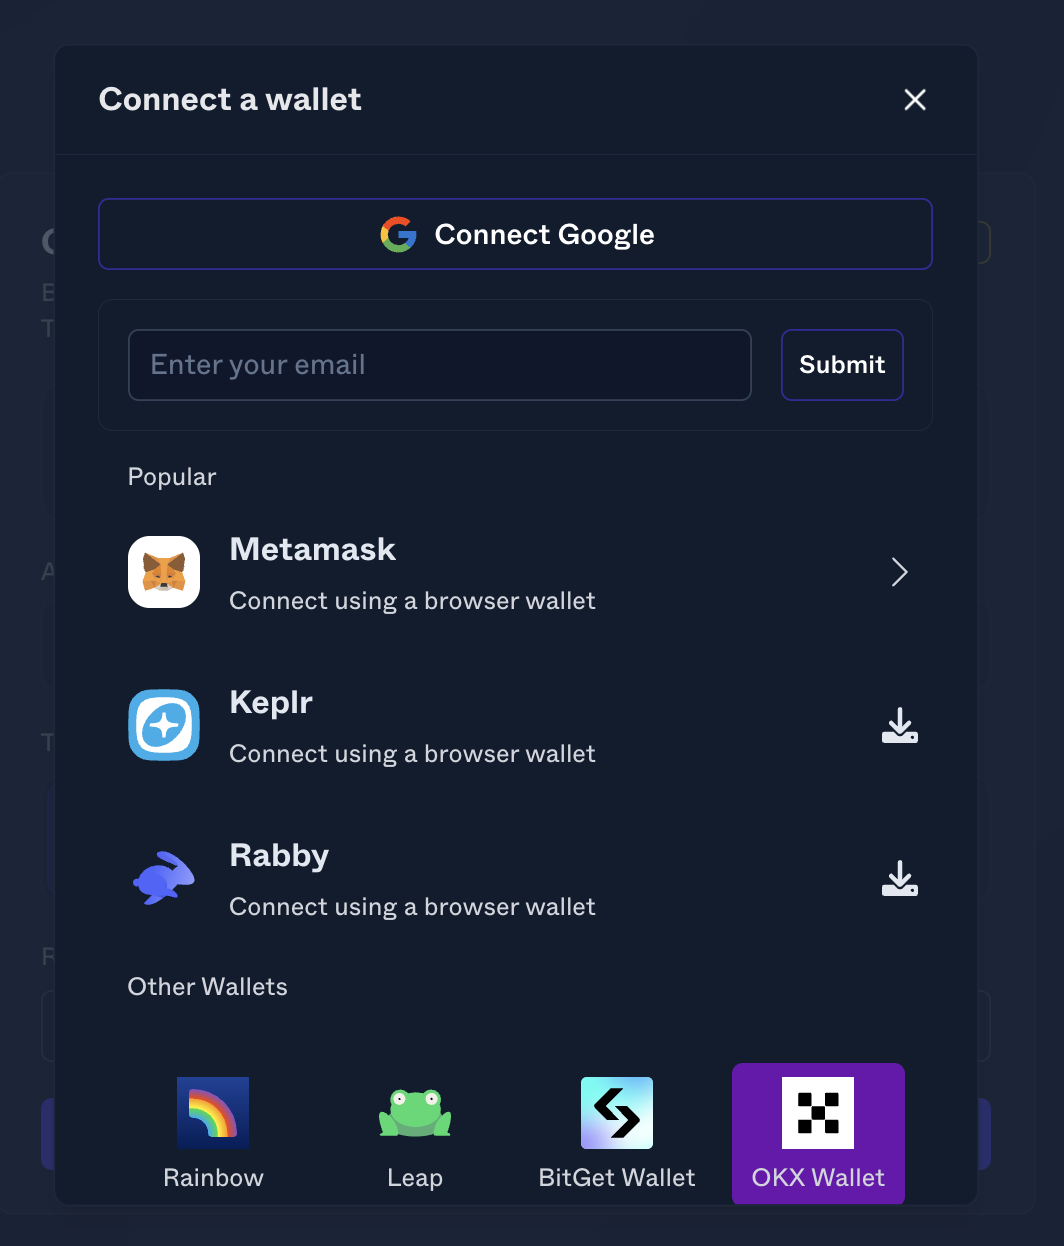 Connect a wallet
Connect Google
Enter your email
Submit
Popular
Metamask
Connect using a browser wallet
Keplr
Connect using a browser wallet
Rabby
Connect using a browser wallet
Other Wallets
Rainbow
Leap
BitGet Wallet
OKX Wallet